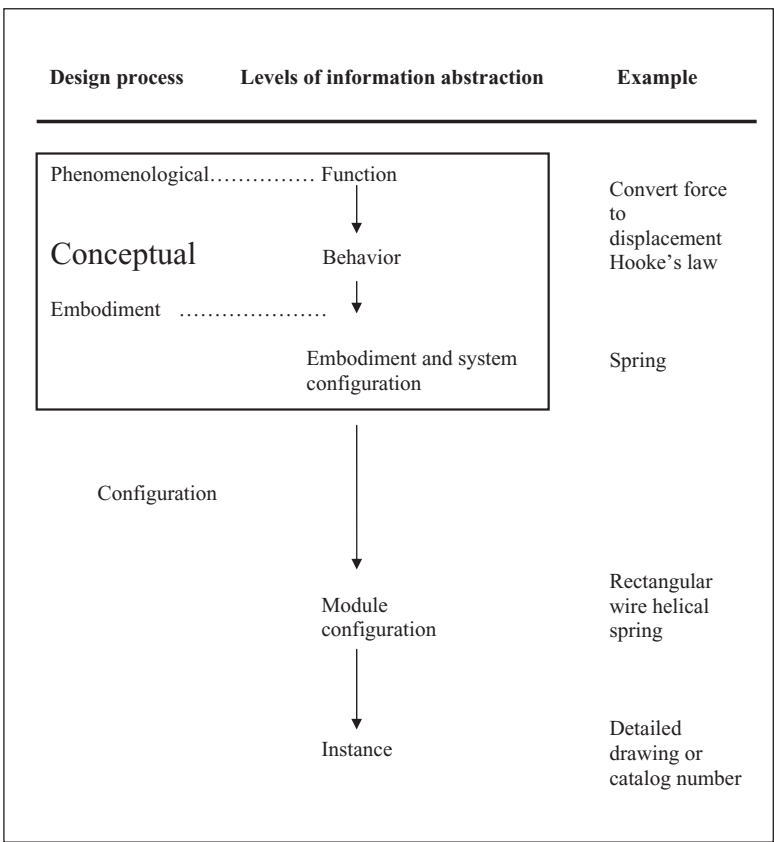 Design process Levels of information abstraction Example
Phenomenological…………… Function
Convert force
to
displacement
Hooke’s law
Conceptual
Behavior
Embodiment …………………
Embodiment and system
configuration
Spring
Configuration
Module
configuration
Rectangular
wire helical
spring
Instance
Detailed
drawing or
catalog number